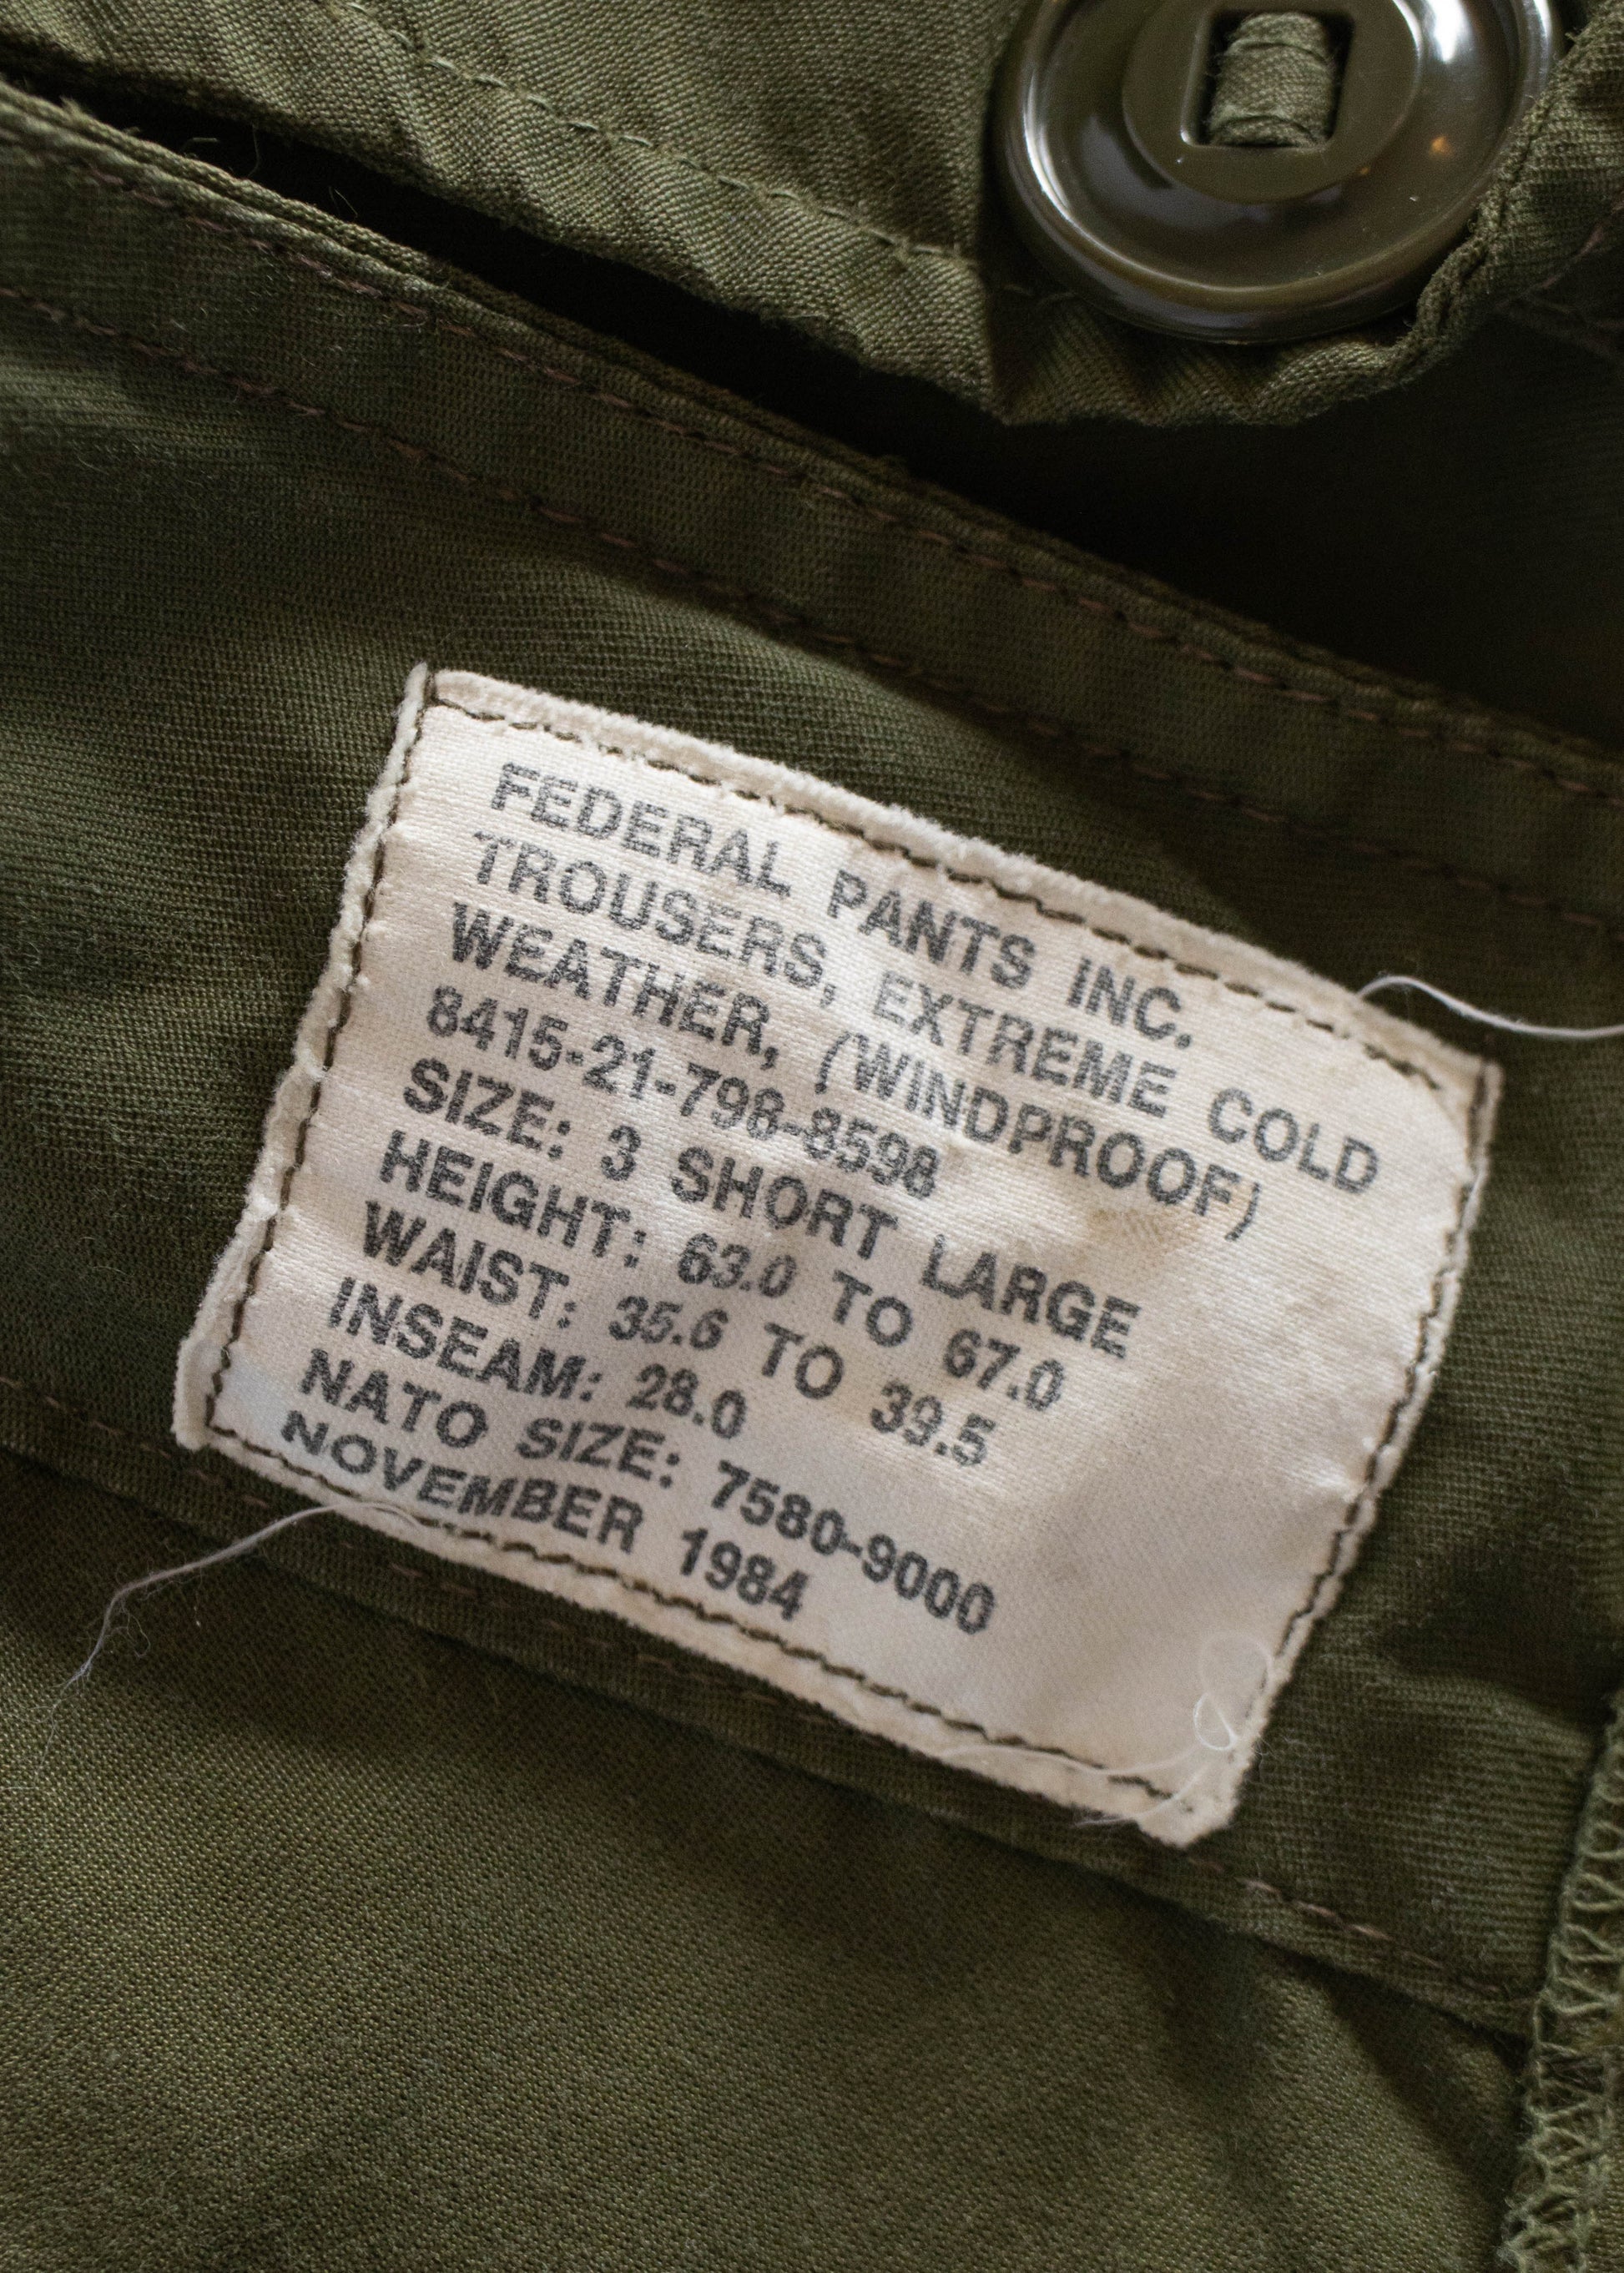 FEDERAL PANTS INC.
TROUSERS, EXTREME COLD
WEATHER, (WINDPROOF)
8415-21-798-8598
SIZE: 3 SHORT LARGE
HEIGHT: 63.0 TO 67.0
WAIST: 35.6 TO 39.5
INSEAM: 28.0
NATO SIZE: 7580-9000
NOVEMBER 1984